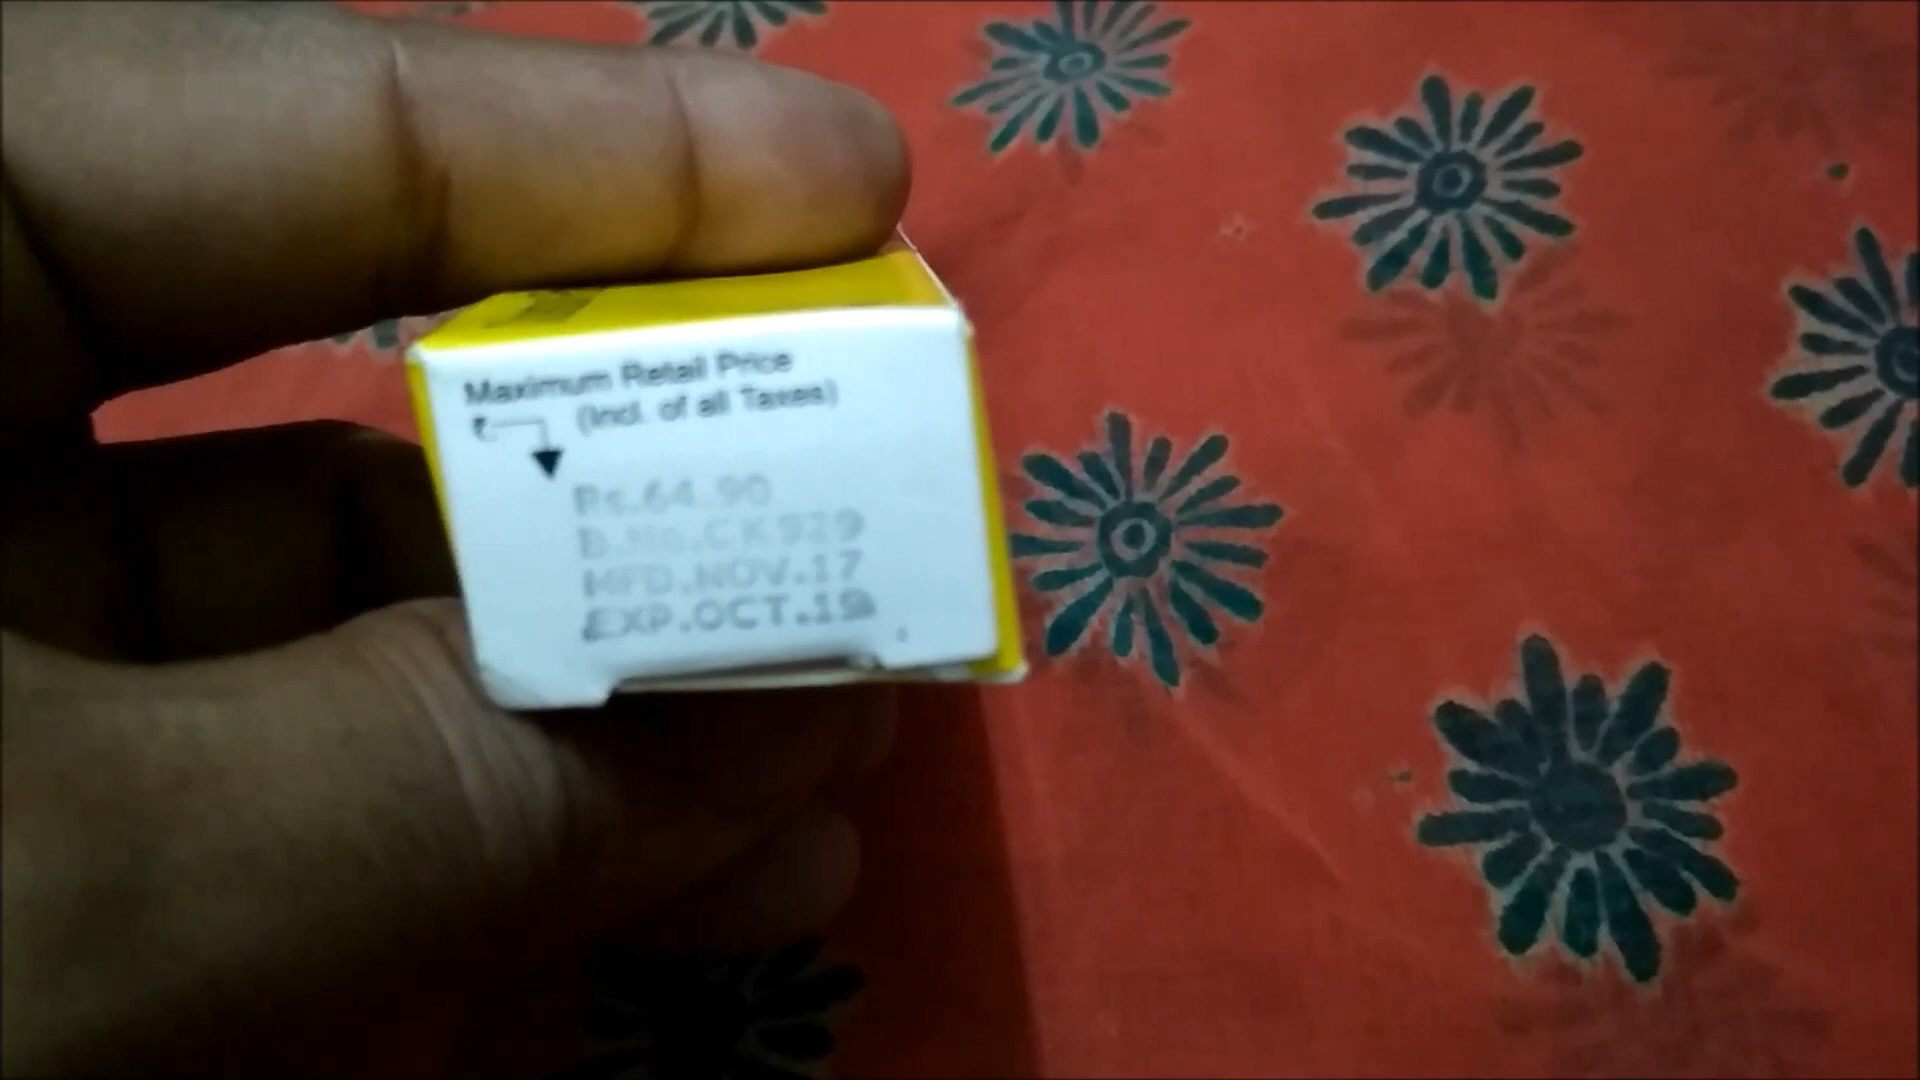 Maximum Retail Price
₹ (Incl. of all Taxes)
Rs.64.90
B.No.CK929
MFD.NOV.17
EXP.OCT.19